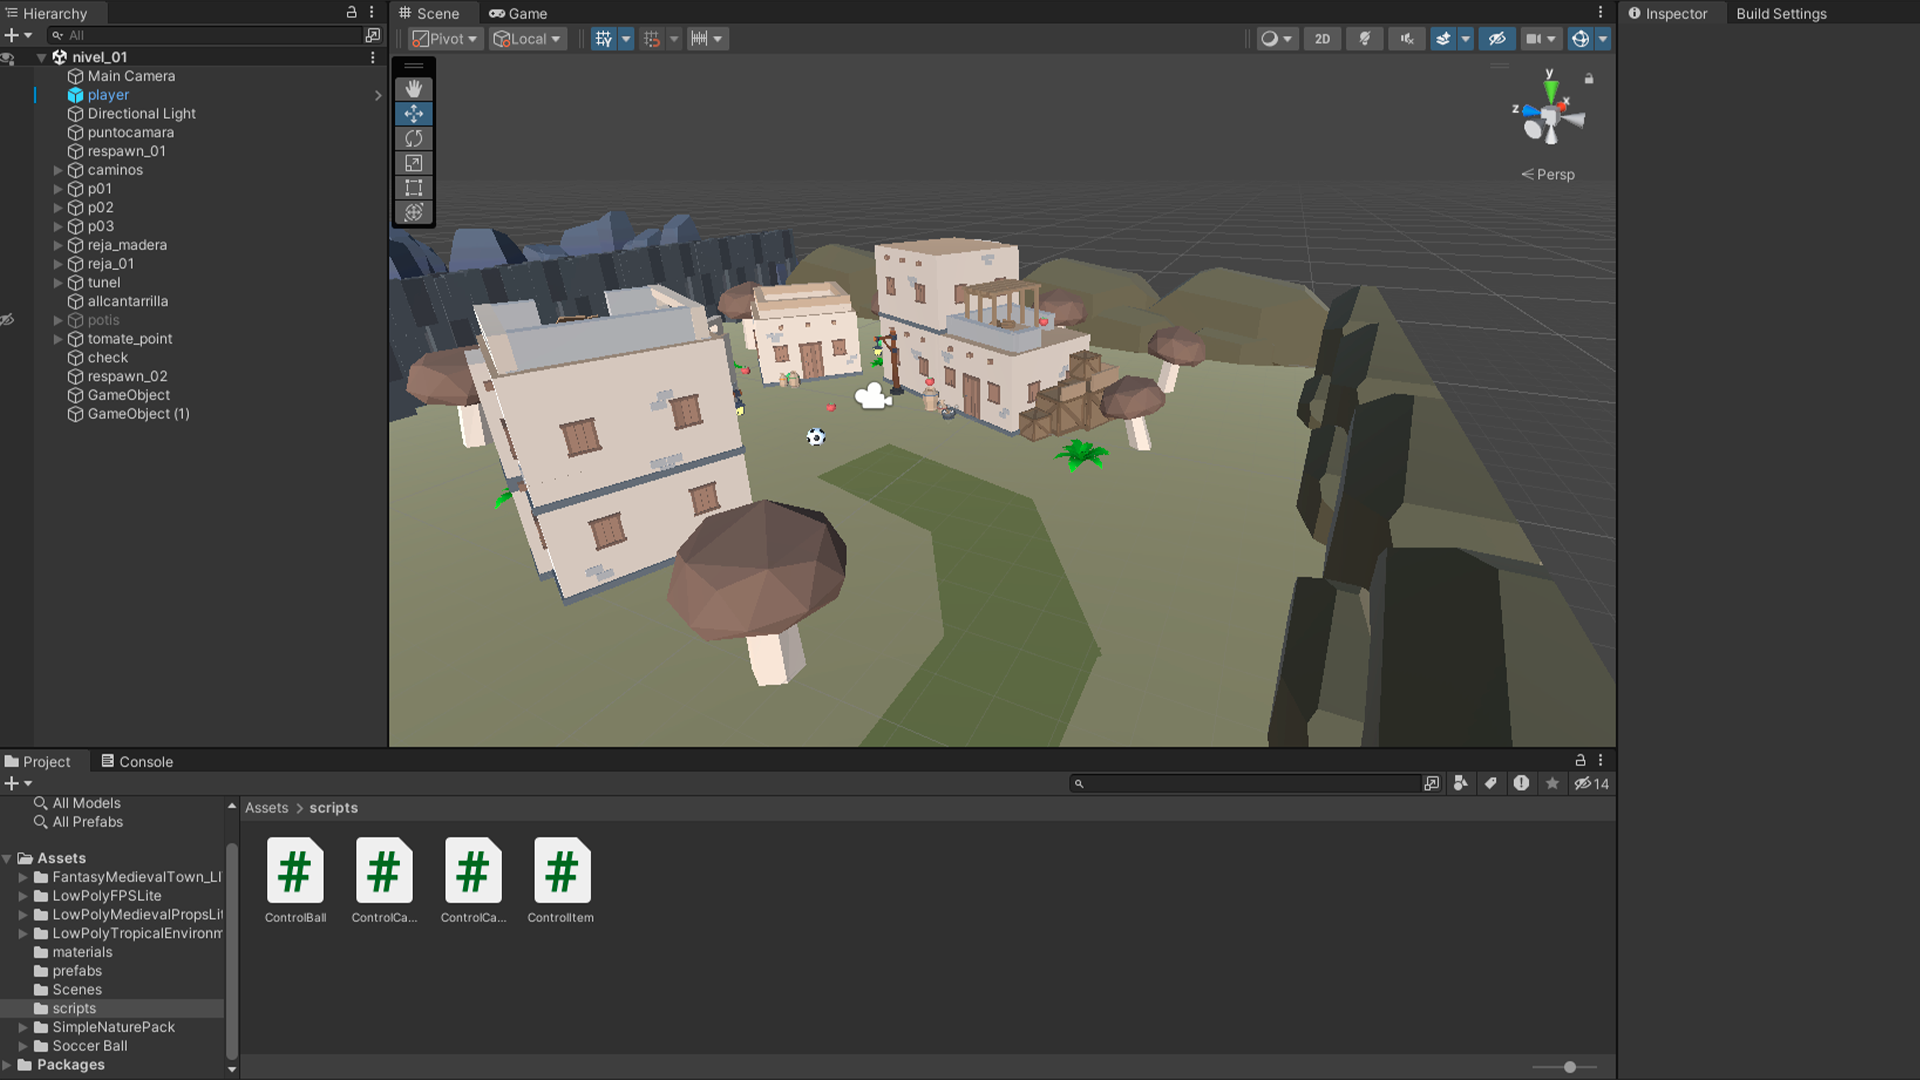 Hierarchy
All
nivel_01
Main Camera
player
Directional Light
puntocamara
respawn_01
caminos
p01
p02
p03
reja_madera
reja_01
tunel
allcantarrilla
potis
tomate_point
check
respawn_02
GameObject
GameObject (1)
Scene
Game
Pivot
Local
2D
y
x
z
Persp
Inspector
Build Settings
Project
Console
14
All Models
All Prefabs
Assets
FantasyMedievalTown_LI
LowPolyFPSLite
LowPolyMedievalPropsLit
LowPolyTropicalEnvironm
materials
prefabs
Scenes
scripts
SimpleNaturePack
Soccer Ball
Packages
Assets > scripts
#
#
#
#
ControlBall
ControlCa...
ControlCa...
ControlItem